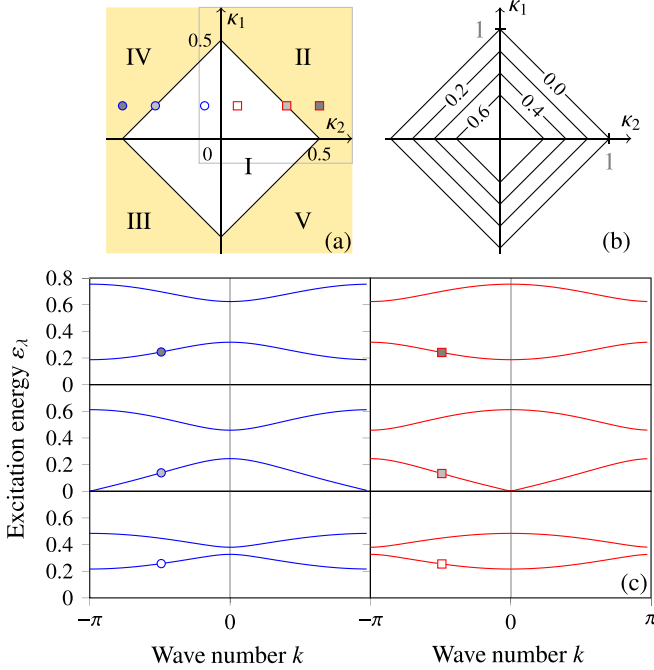 κ₁
κ₁
IV
0.5
II
1
0.0
0.2
κ₂
κ₂
0.6
0.4
0
0.5
I
1
III
V
(a)
(b)
0.8
0.6
0.4
0.2
0
0.6
0.4
0.2
0
0.6
0.4
0.2
0
Excitation energy ελ
(c)
−π
0
−π
0
π
Wave number k
Wave number k